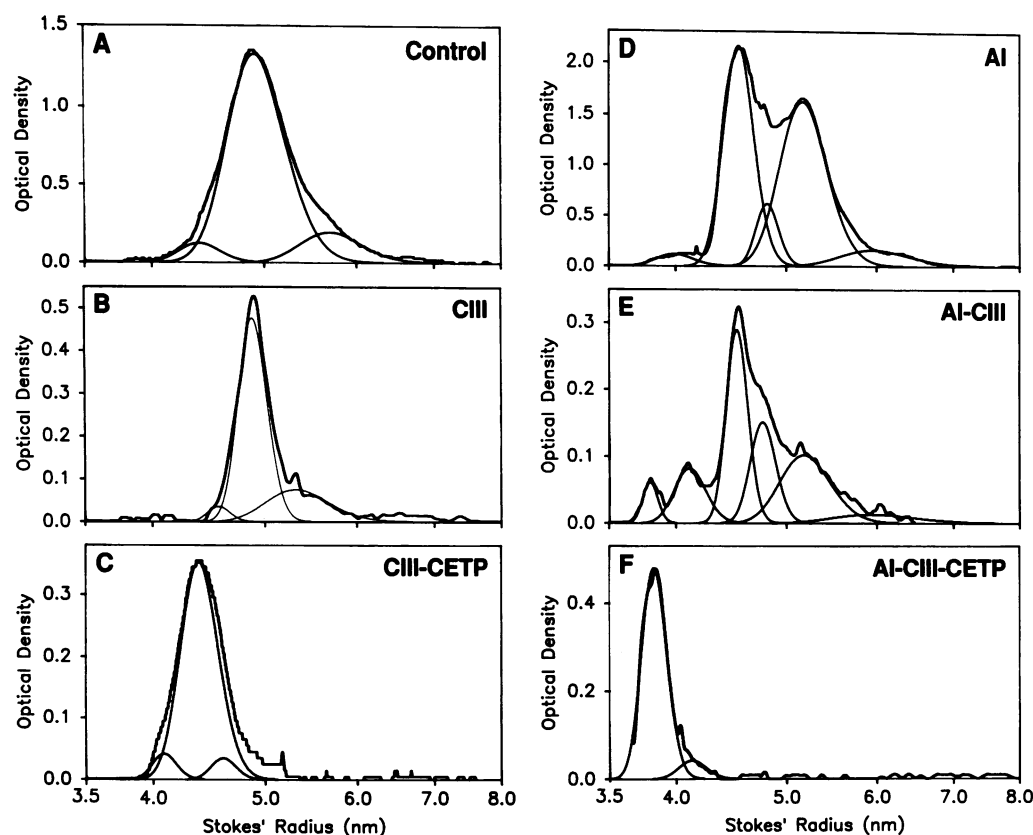 A
Control
Optical Density
1.5
1.0
0.5
0.0
B
CIII
Optical Density
0.5
0.4
0.3
0.2
0.1
0.0
C
CIII-CETP
Optical Density
0.3
0.2
0.1
0.0
3.5 4.0 5.0 6.0 7.0 8.0
Stokes' Radius (nm)
D
AI
Optical Density
2.0
1.5
1.0
0.5
0.0
E
AI-CIII
Optical Density
0.3
0.2
0.1
0.0
F
AI-CIII-CETP
Optical Density
0.4
0.2
0.0
3.5 4.0 5.0 6.0 7.0 8.0
Stokes' Radius (nm)